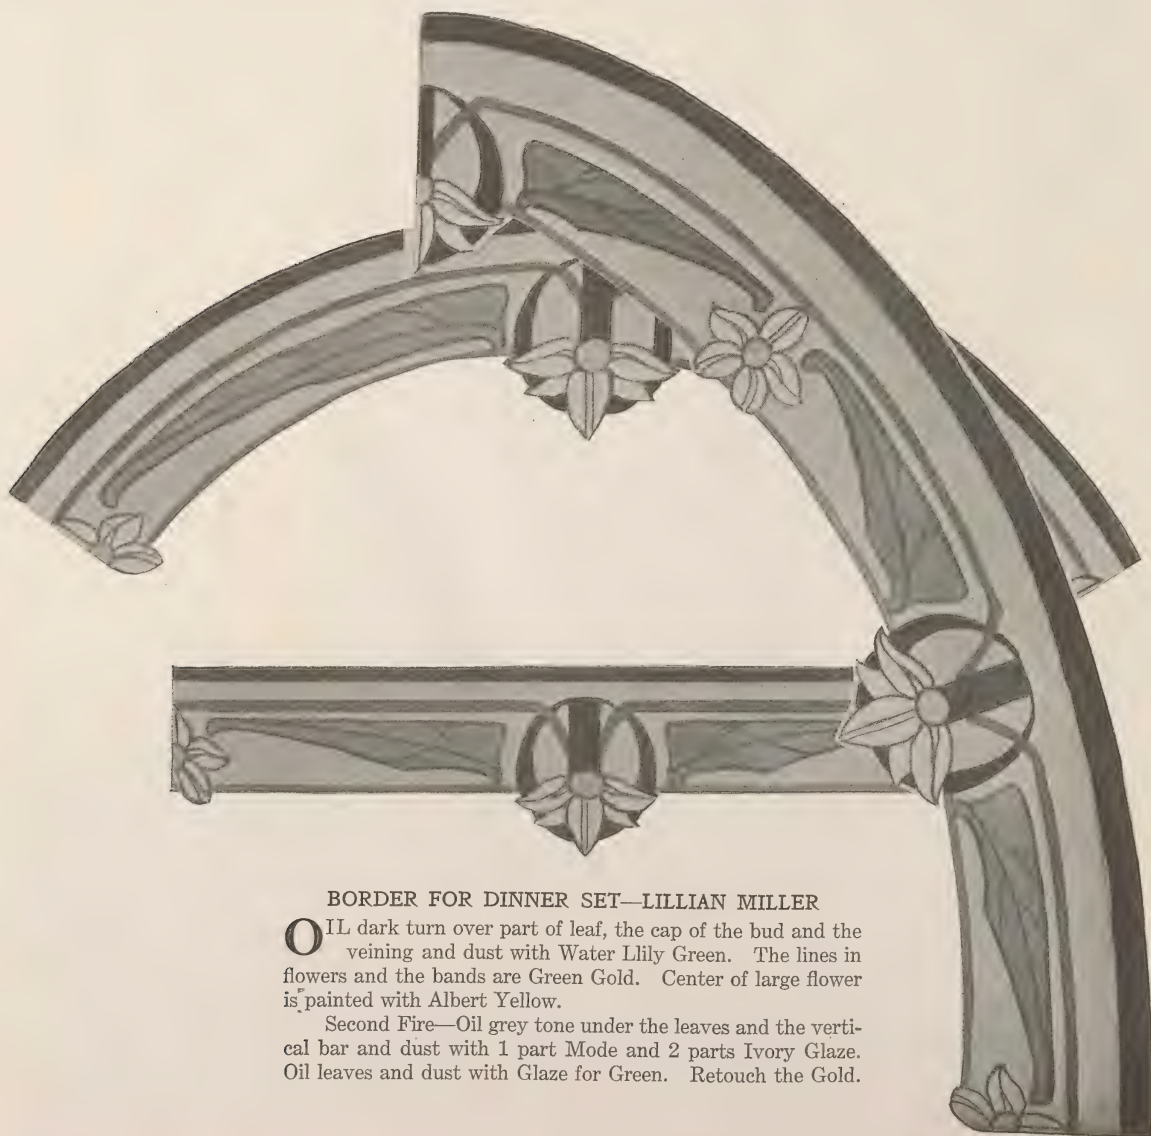 BORDER FOR DINNER SET—LILLIAN MILLER
OIL dark turn over part of leaf, the cap of the bud and the
veining and dust with Water Llily Green. The lines in
flowers and the bands are Green Gold. Center of large flower
is painted with Albert Yellow.
Second Fire—Oil grey tone under the leaves and the verti-
cal bar and dust with 1 part Mode and 2 parts Ivory Glaze.
Oil leaves and dust with Glaze for Green. Retouch the Gold.